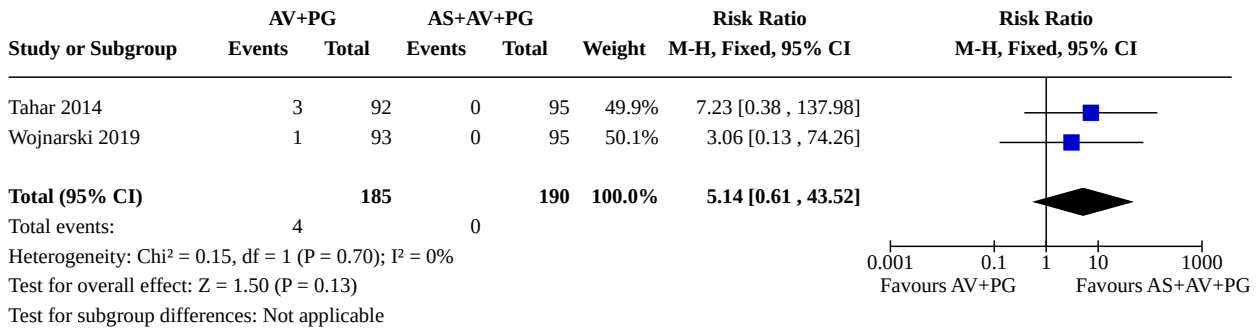 AV+PG AS+AV+PG Risk Ratio Risk Ratio
Study or Subgroup Events Total Events Total Weight M-H, Fixed, 95% CI M-H, Fixed, 95% CI
Tahar 2014 3 92 0 95 49.9% 7.23 [0.38 , 137.98]
Wojnarski 2019 1 93 0 95 50.1% 3.06 [0.13 , 74.26]
Total (95% CI) 185 190 100.0% 5.14 [0.61 , 43.52]
Total events: 4 0
Heterogeneity: Chi² = 0.15, df = 1 (P = 0.70); I² = 0%
0.001 0.1 1 10 1000
Test for overall effect: Z = 1.50 (P = 0.13) Favours AV+PG Favours AS+AV+PG
Test for subgroup differences: Not applicable